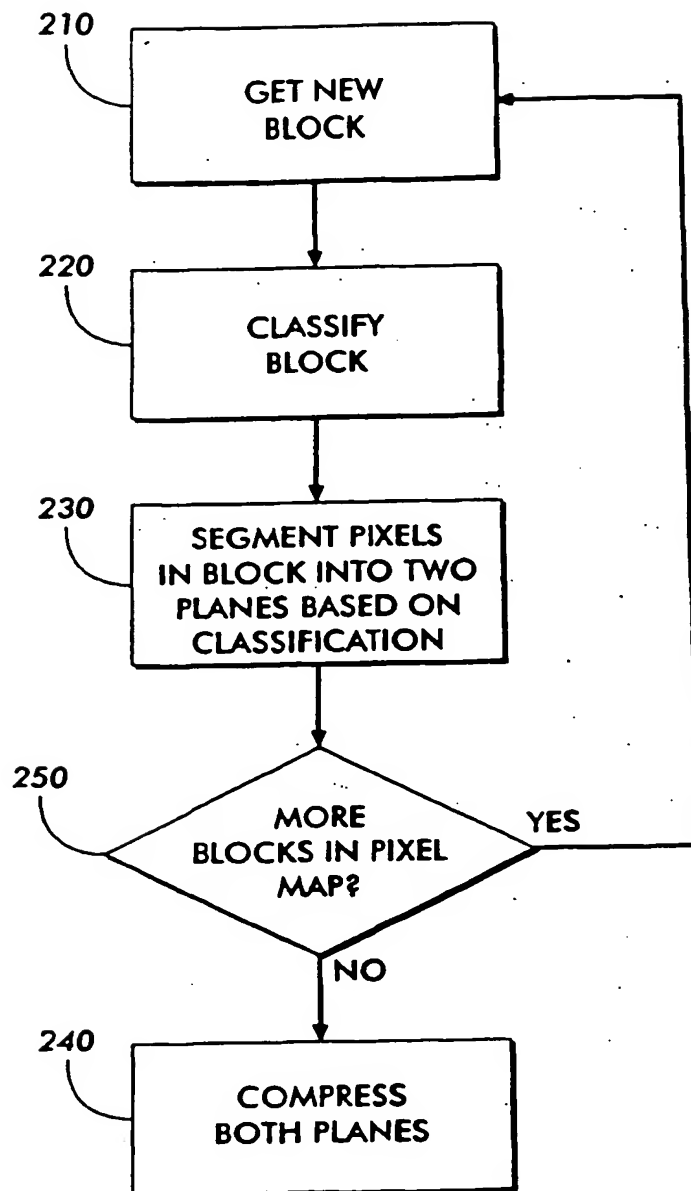 210
GET NEW
BLOCK
220
CLASSIFY
BLOCK
230
SEGMENT PIXELS
IN BLOCK INTO TWO
PLANES BASED ON
CLASSIFICATION
250
MORE
BLOCKS IN PIXEL
MAP?
YES
NO
240
COMPRESS
BOTH PLANES